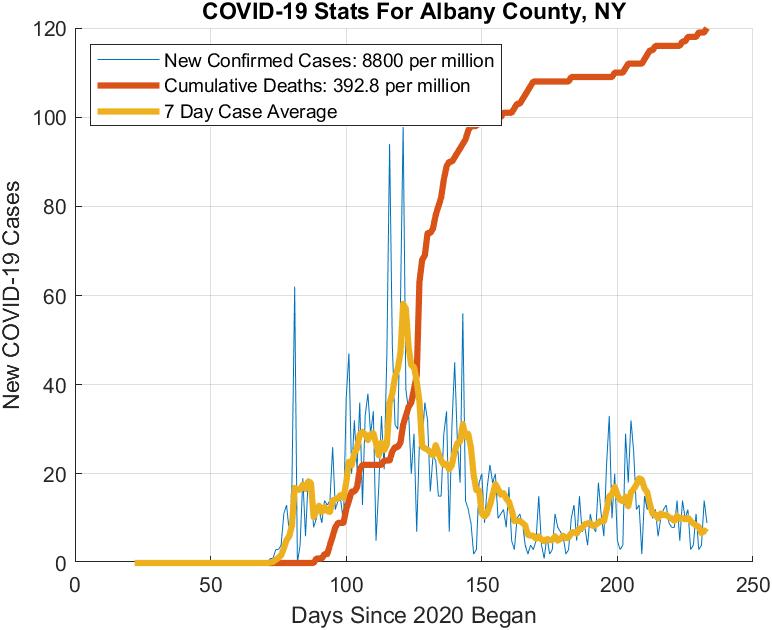 COVID-19 Stats For Albany County, NY
New Confirmed Cases: 8800 per million
Cumulative Deaths: 392.8 per million
7 Day Case Average
New COVID-19 Cases
120
100
80
60
40
20
0
0 50 100 150 200 250
Days Since 2020 Began